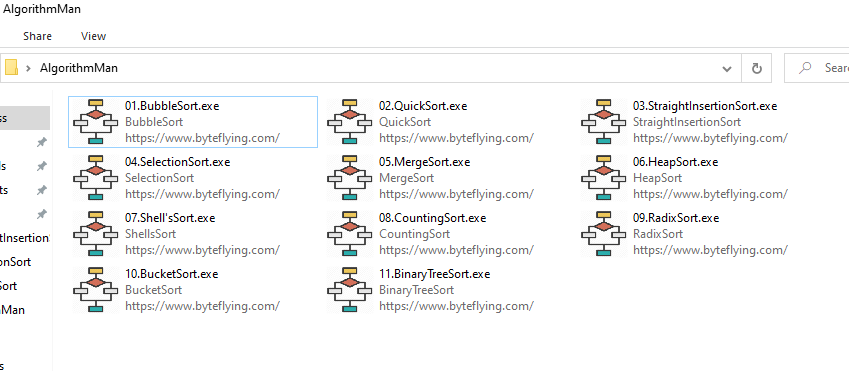 AlgorithmMan
Share View
AlgorithmMan
Sear
ss
01.BubbleSort.exe
BubbleSort
https://www.byteflying.com/
02.QuickSort.exe
QuickSort
https://www.byteflying.com/
03.StraightInsertionSort.exe
StraightInsertionSort
https://www.byteflying.com/
ls
ts
04.SelectionSort.exe
SelectionSort
https://www.byteflying.com/
05.MergeSort.exe
MergeSort
https://www.byteflying.com/
06.HeapSort.exe
HeapSort
https://www.byteflying.com/
tInsertions
onSort
07.Shell'sSort.exe
ShellsSort
https://www.byteflying.com/
08.CountingSort.exe
CountingSort
https://www.byteflying.com/
09.RadixSort.exe
RadixSort
https://www.byteflying.com/
ort
mMan
10.BucketSort.exe
BucketSort
https://www.byteflying.com/
11.BinaryTreeSort.exe
BinaryTreeSort
https://www.byteflying.com/
s